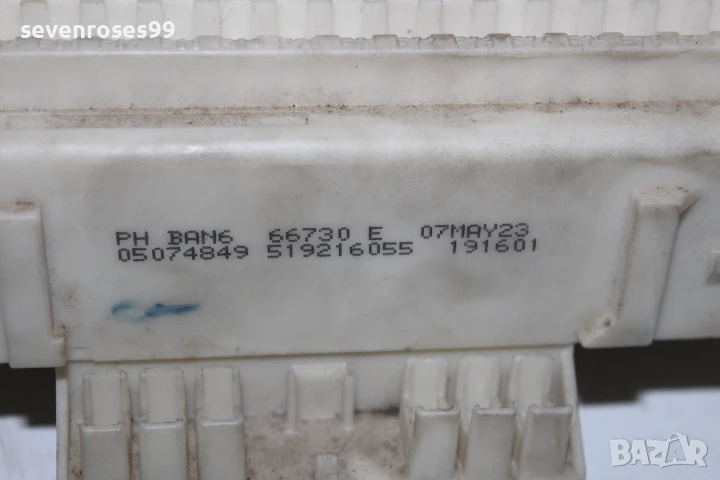 sevenroses99
PH BAN6 66730 E 07MAY23
05074849 519216055 191601
BAZAR